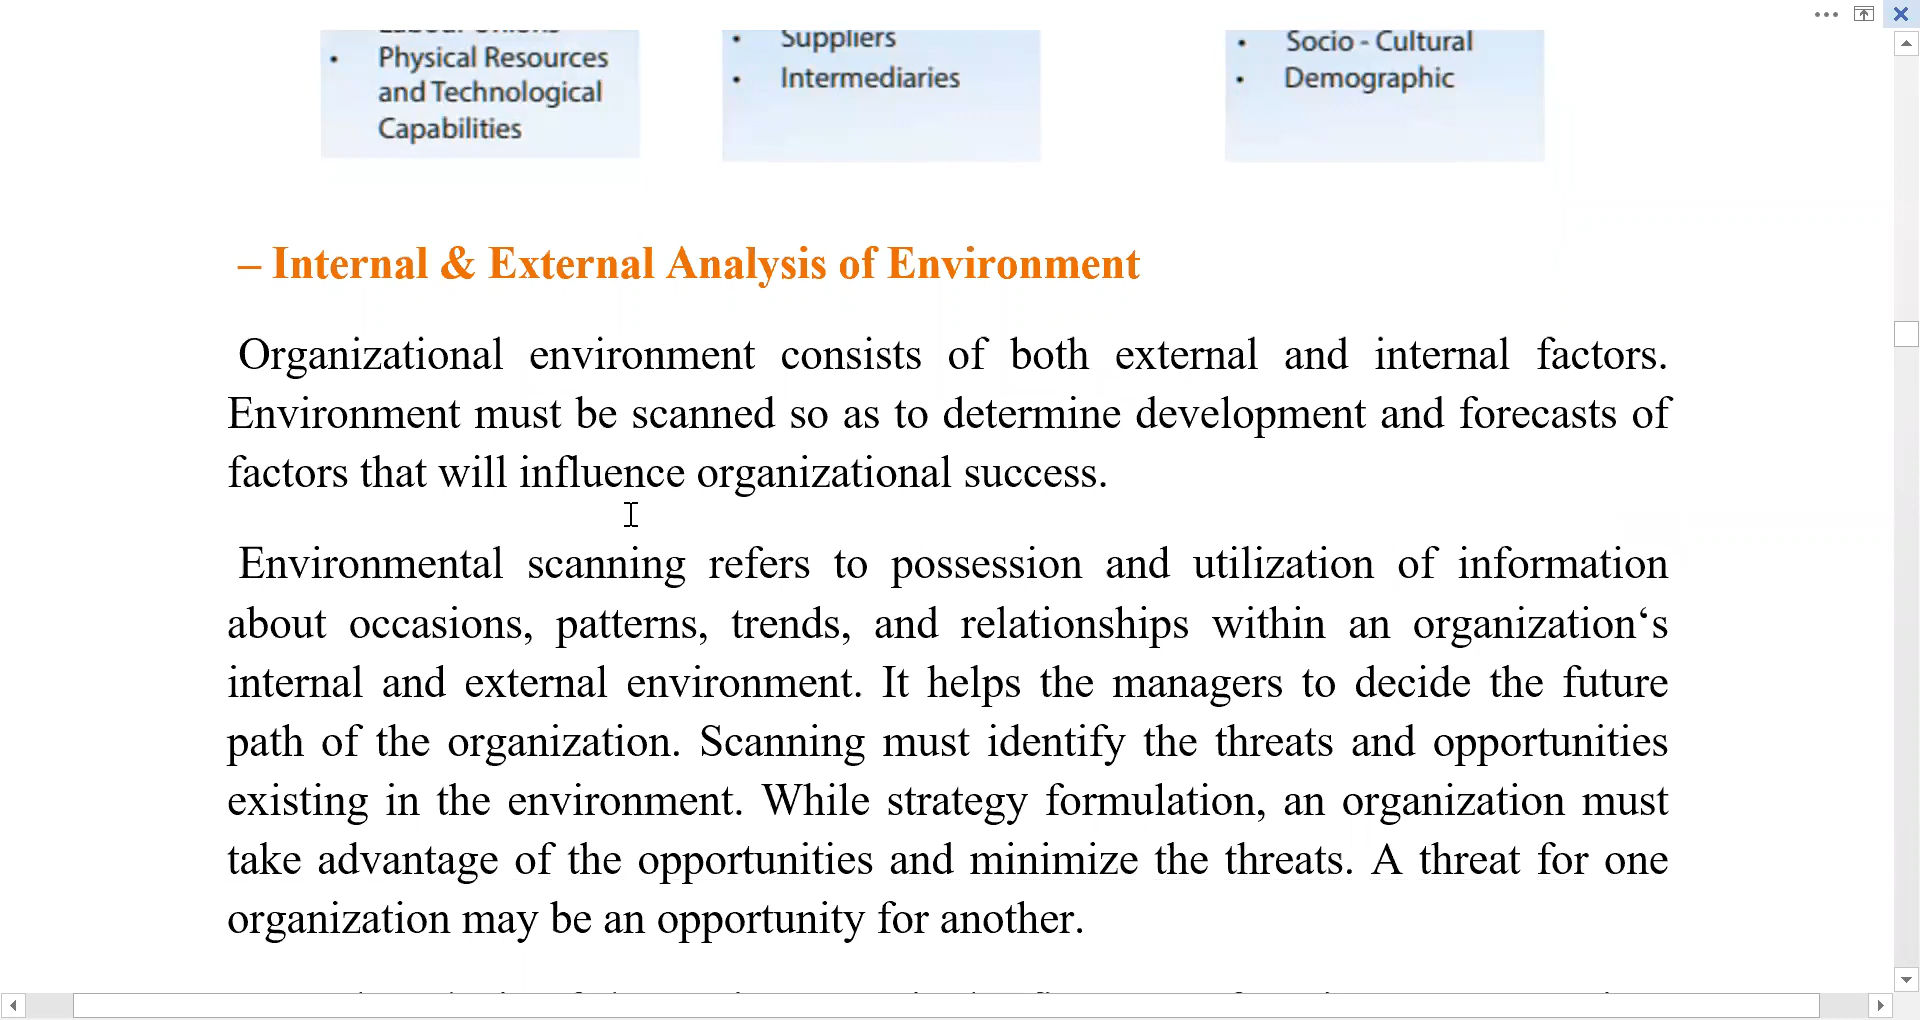 • Physical Resources
and Technological
Capabilities
• Suppliers
• Intermediaries
• Socio - Cultural
• Demographic
– Internal & External Analysis of Environment
Organizational environment consists of both external and internal factors.
Environment must be scanned so as to determine development and forecasts of
factors that will influence organizational success.
Environmental scanning refers to possession and utilization of information
about occasions, patterns, trends, and relationships within an organization‘s
internal and external environment. It helps the managers to decide the future
path of the organization. Scanning must identify the threats and opportunities
existing in the environment. While strategy formulation, an organization must
take advantage of the opportunities and minimize the threats. A threat for one
organization may be an opportunity for another.